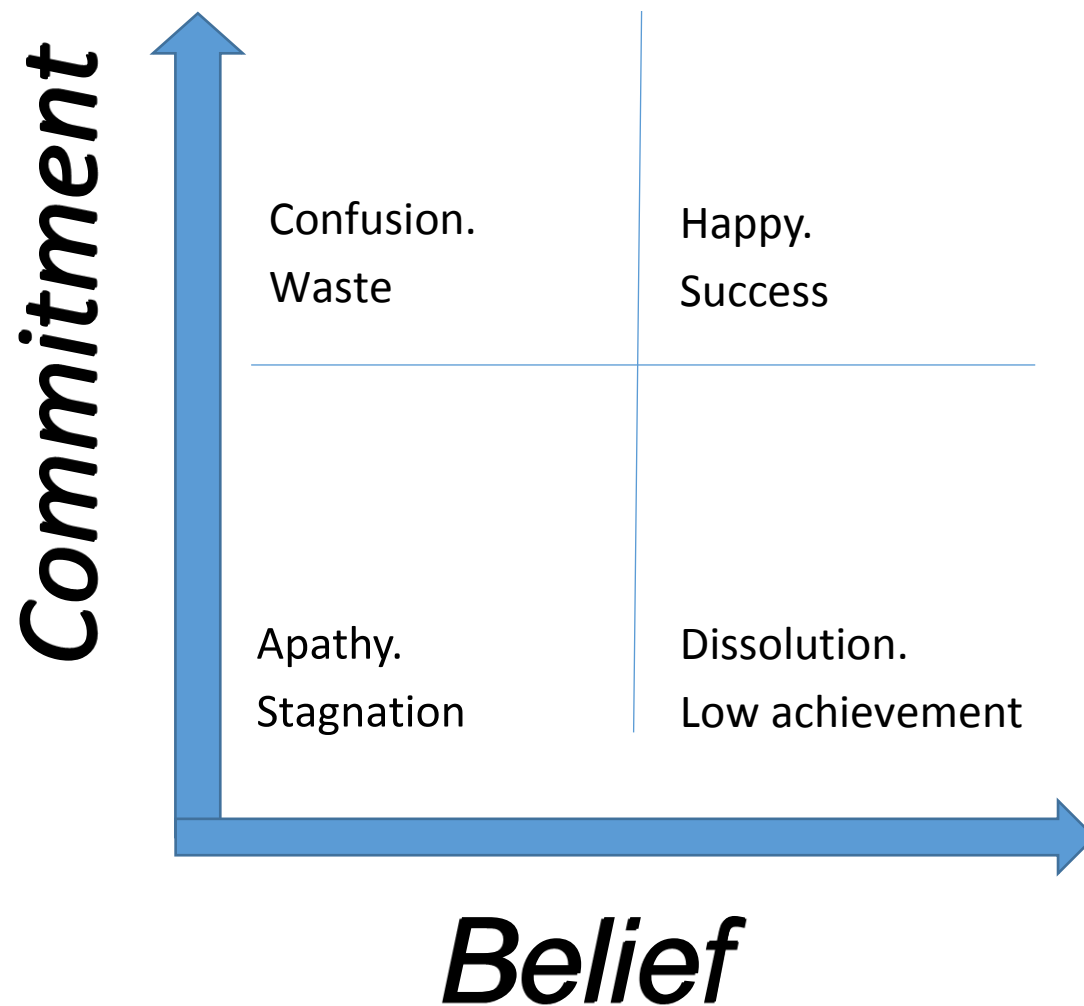 Commitment
Confusion.
Waste
Happy.
Success
Apathy.
Stagnation
Dissolution.
Low achievement
Belief